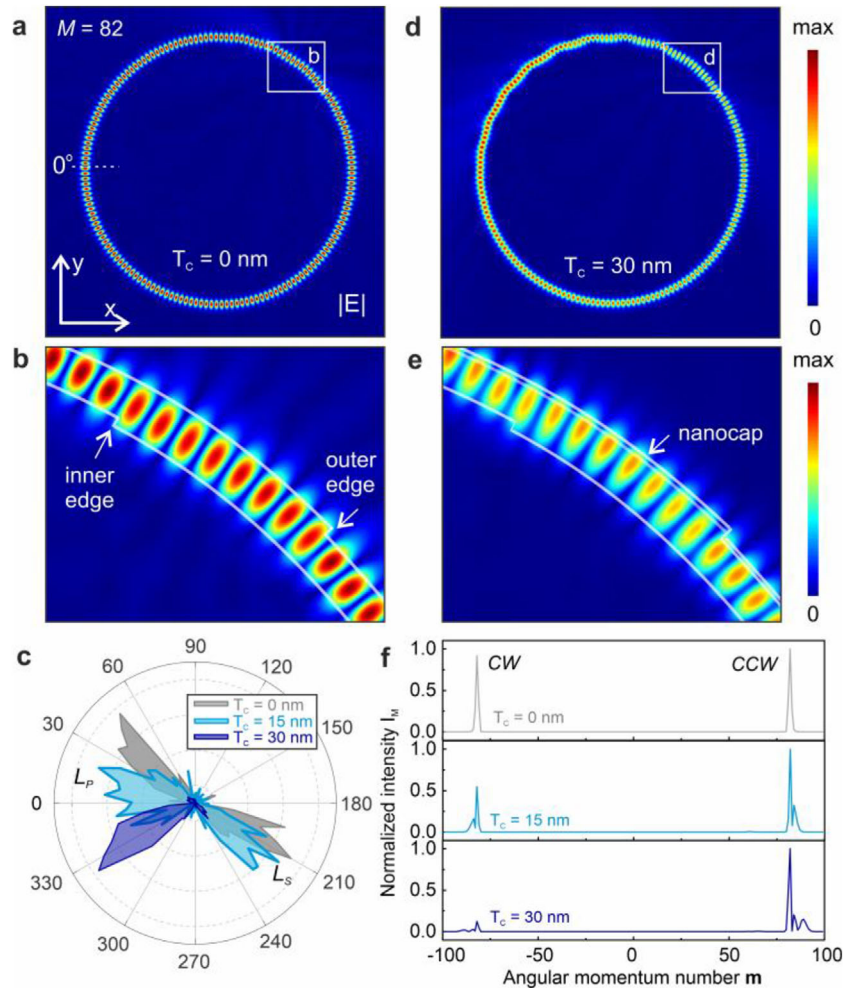 a
M = 82
b
0°
T_c = 0 nm
y
x
|E|
d
d
T_c = 30 nm
max
0
b
inner
edge
outer
edge
e
nanocap
max
0
c
90
60
120
30
150
0
180
330
210
300
240
270
T_c = 0 nm
T_c = 15 nm
T_c = 30 nm
L_P
L_S
f
Normalized intensity I_M
CW
CCW
1.0
0.5
0.0
T_c = 0 nm
1.0
0.5
0.0
T_c = 15 nm
1.0
0.5
0.0
T_c = 30 nm
-100
-50
0
50
100
Angular momentum number m